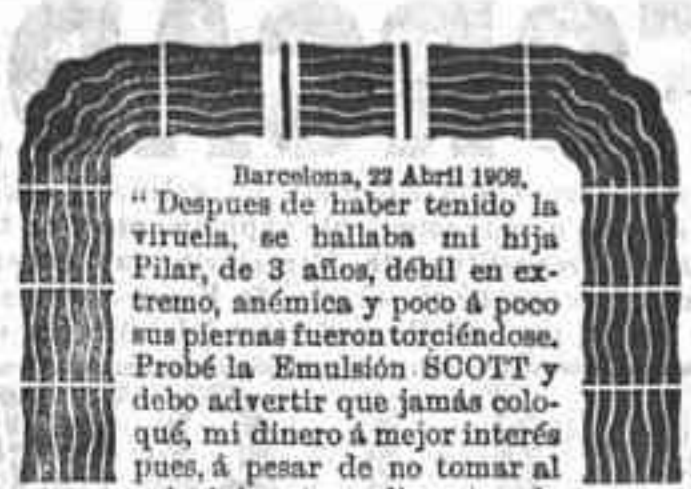 Barcelona, 22 Abril 1908.
“Despues de haber tenido la
viruela, se hallaba mi hija
Pilar, de 3 años, débil en ex-
tremo, anémica y poco á poco
sus piernas fueron torciéndose.
Probé la Emulsión SCOTT y
debo advertir que jamás colo-
qué, mi dinero á mejor interés
pues, á pesar de no tomar al